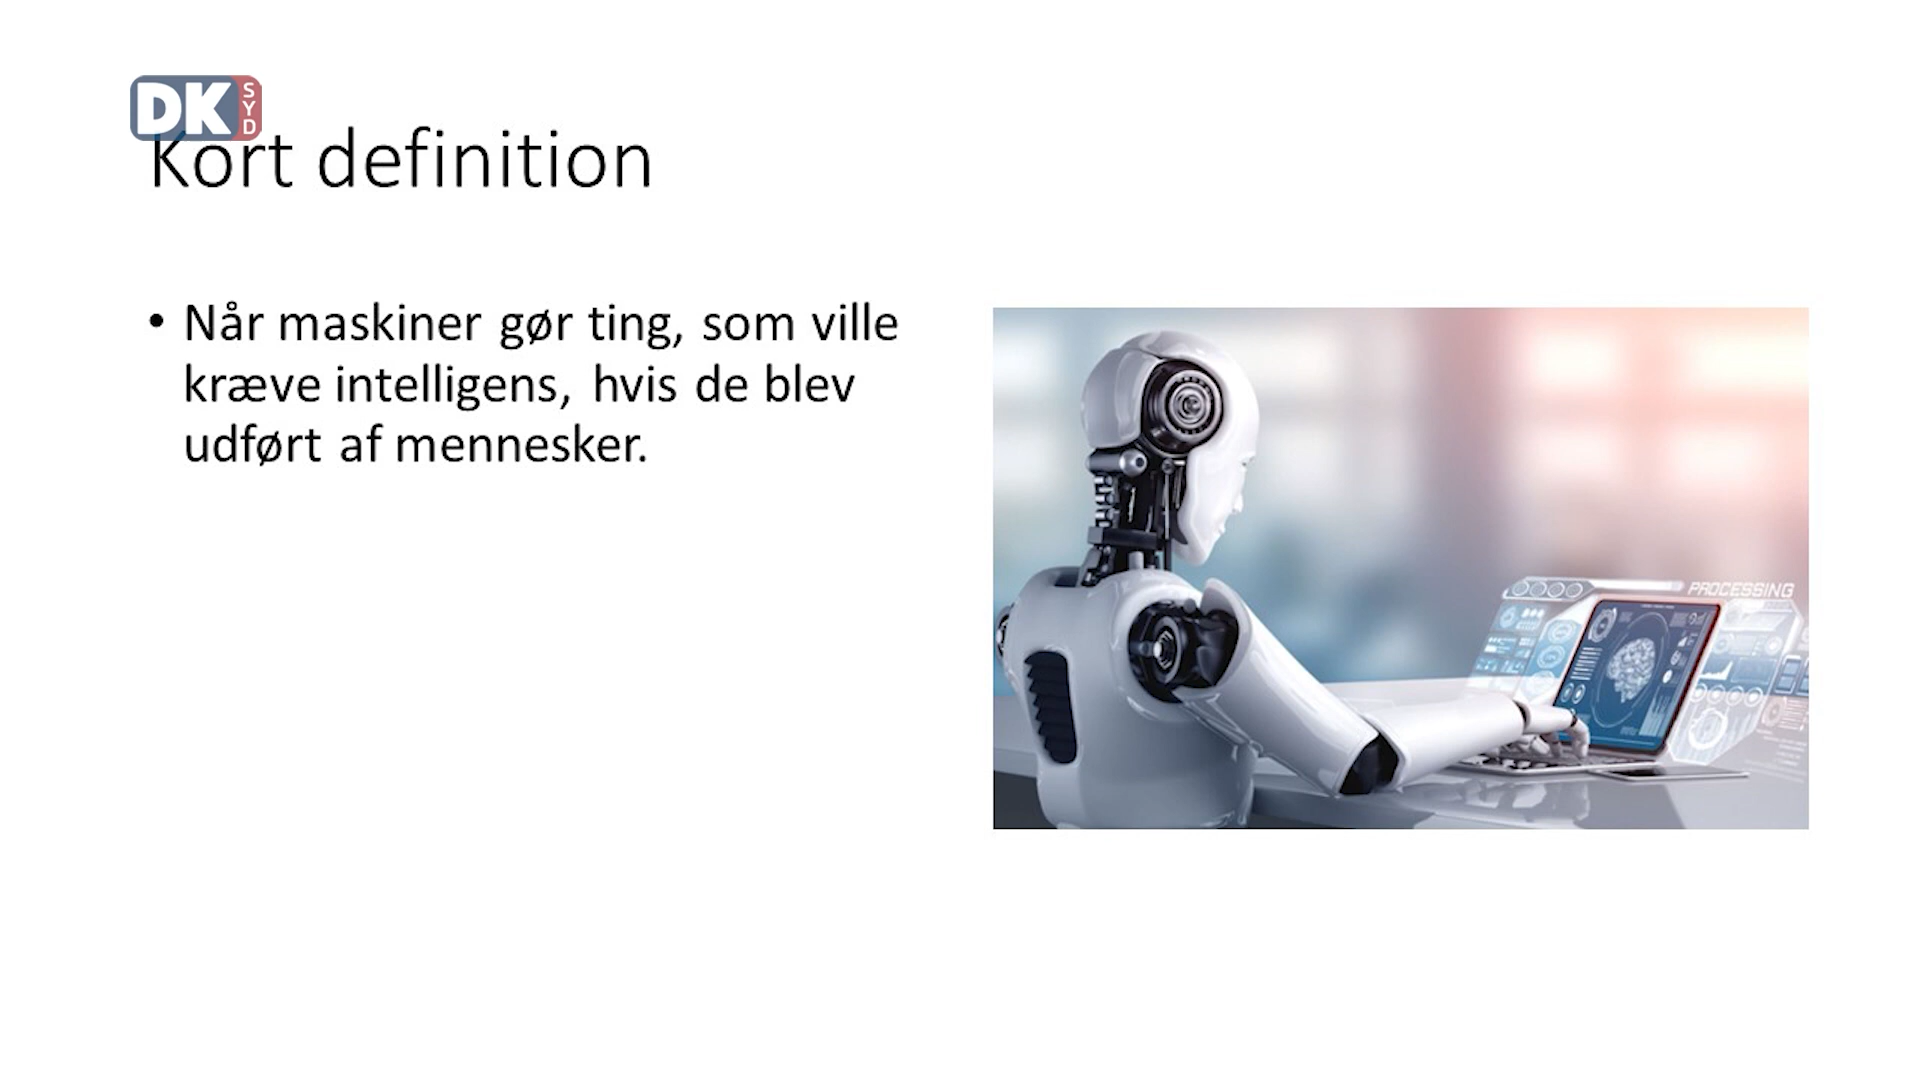 DK
SYD
Kort definition
• Når maskiner gør ting, som ville
kræve intelligens, hvis de blev
udført af mennesker.
PROCESSING